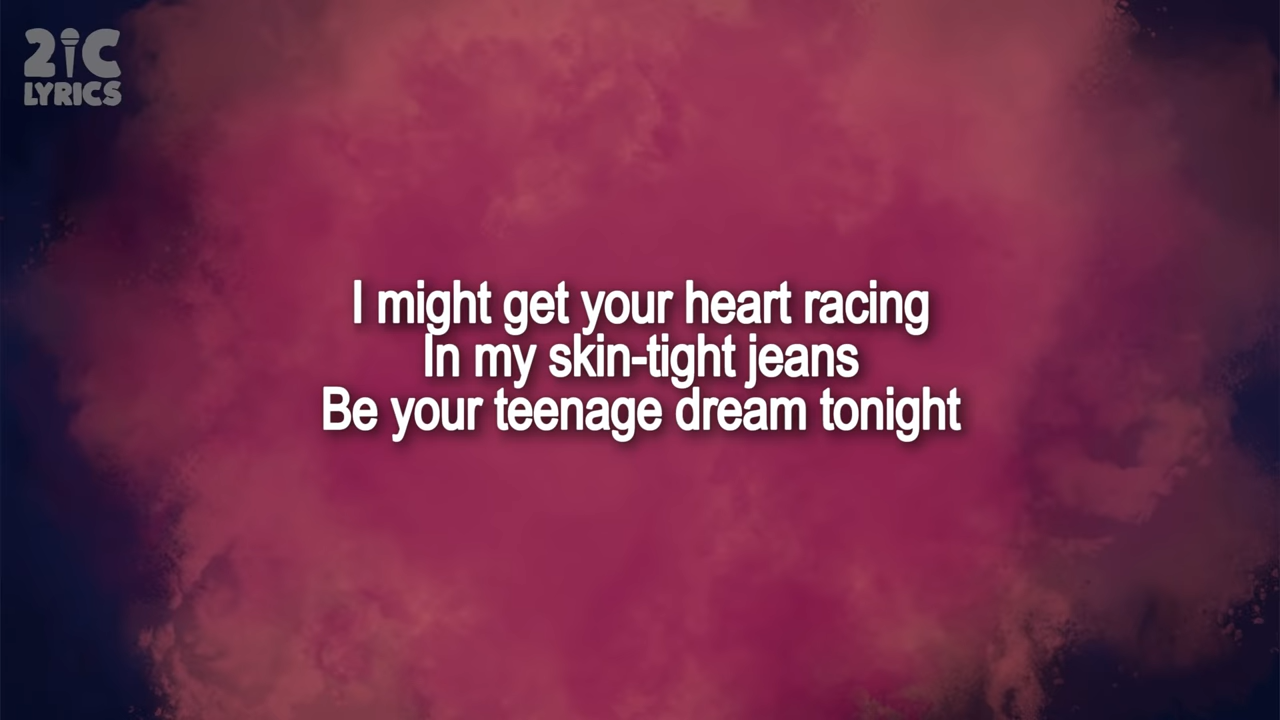 2iC
LYRICS
I might get your heart racing
In my skin-tight jeans
Be your teenage dream tonight